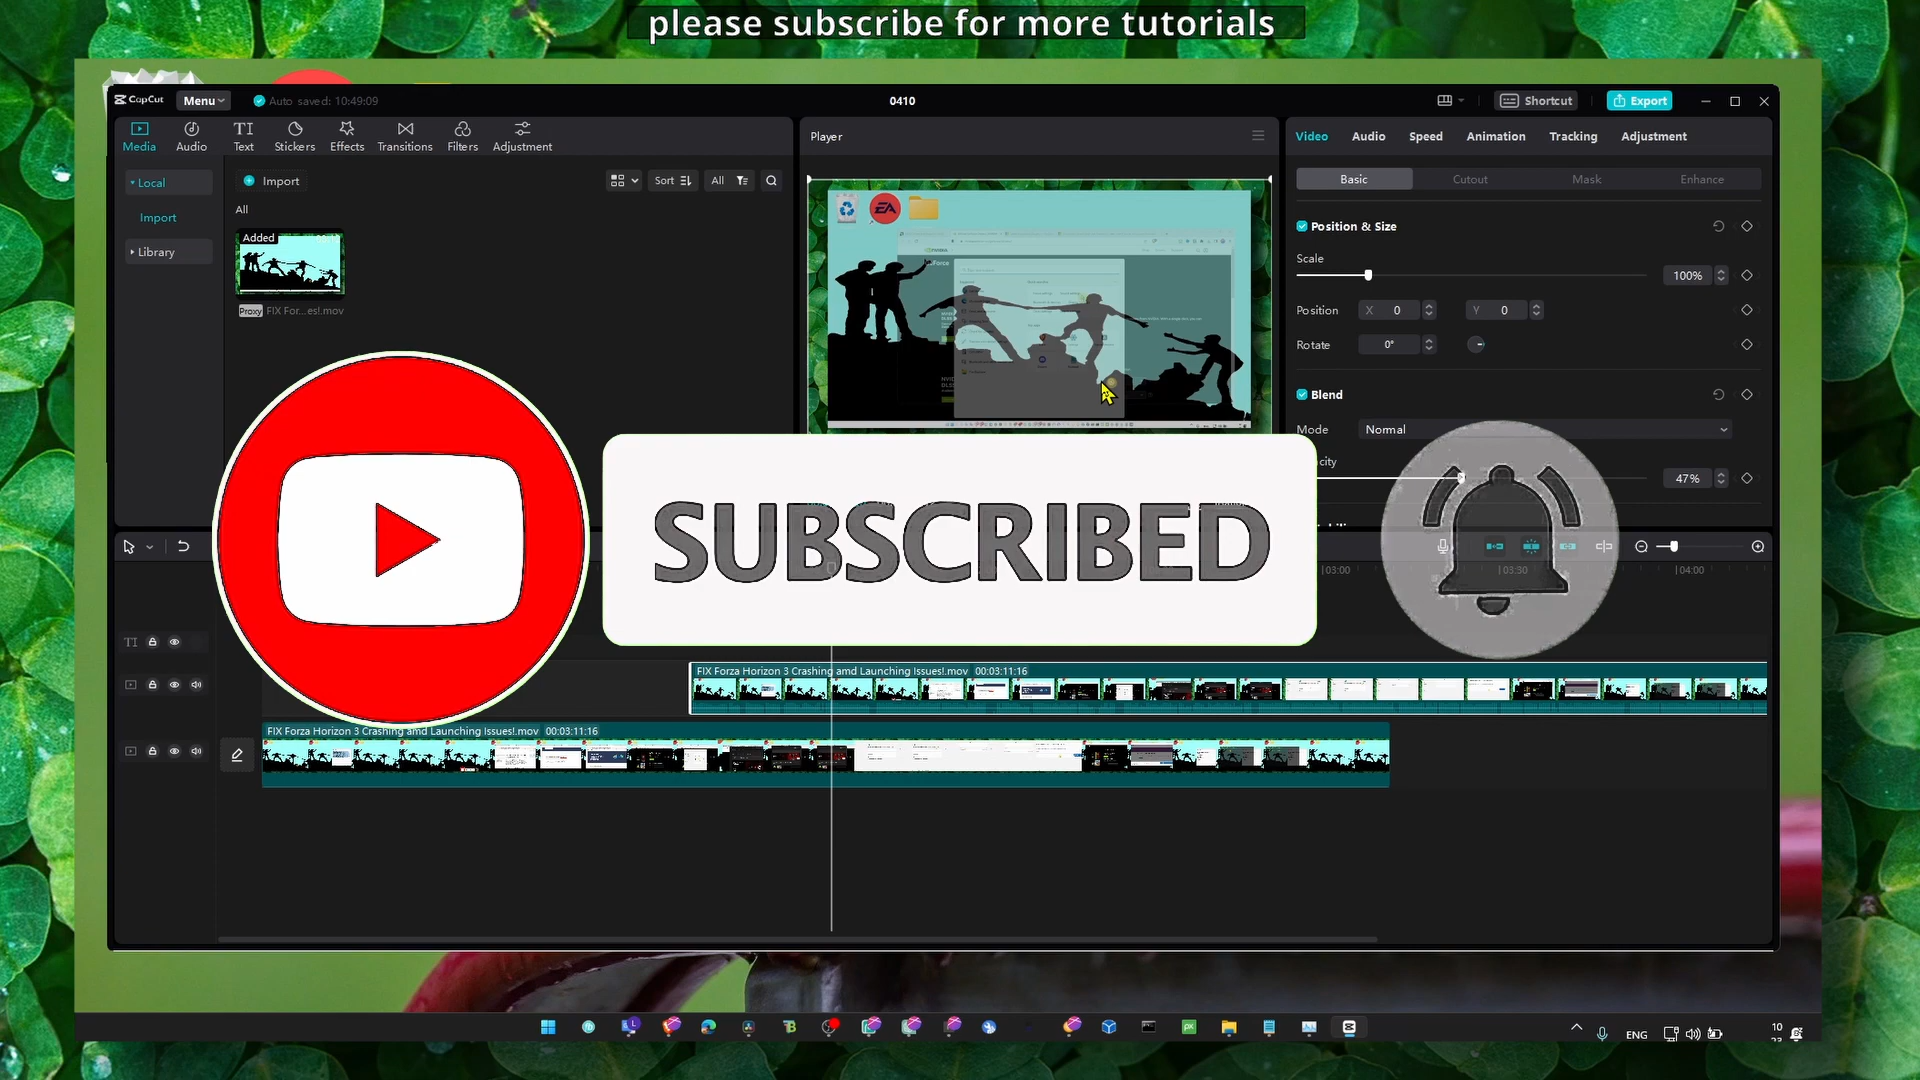 please subscribe for more tutorials
CapCut
Menu
Auto saved: 10:49:09
0410
Shortcut
Export
Media
Audio
Text
Stickers
Effects
Transitions
Filters
Adjustment
Player
Video
Audio
Speed
Animation
Tracking
Adjustment
Local
Import
Library
Import
Sort
All
All
Added
Proxy FIX For...es!.mov
EA
Basic
Cutout
Mask
Enhance
Position & Size
Scale
100%
Position
X 0
Y 0
Rotate
0°
Blend
Mode
Normal
47%
SUBSCRIBED
03:00
03:30
04:00
TI
FIX Forza Horizon 3 Crashing amd Launching Issues!.mov 00:03:11:16
FIX Forza Horizon 3 Crashing amd Launching Issues!.mov 00:03:11:16
ENG
10